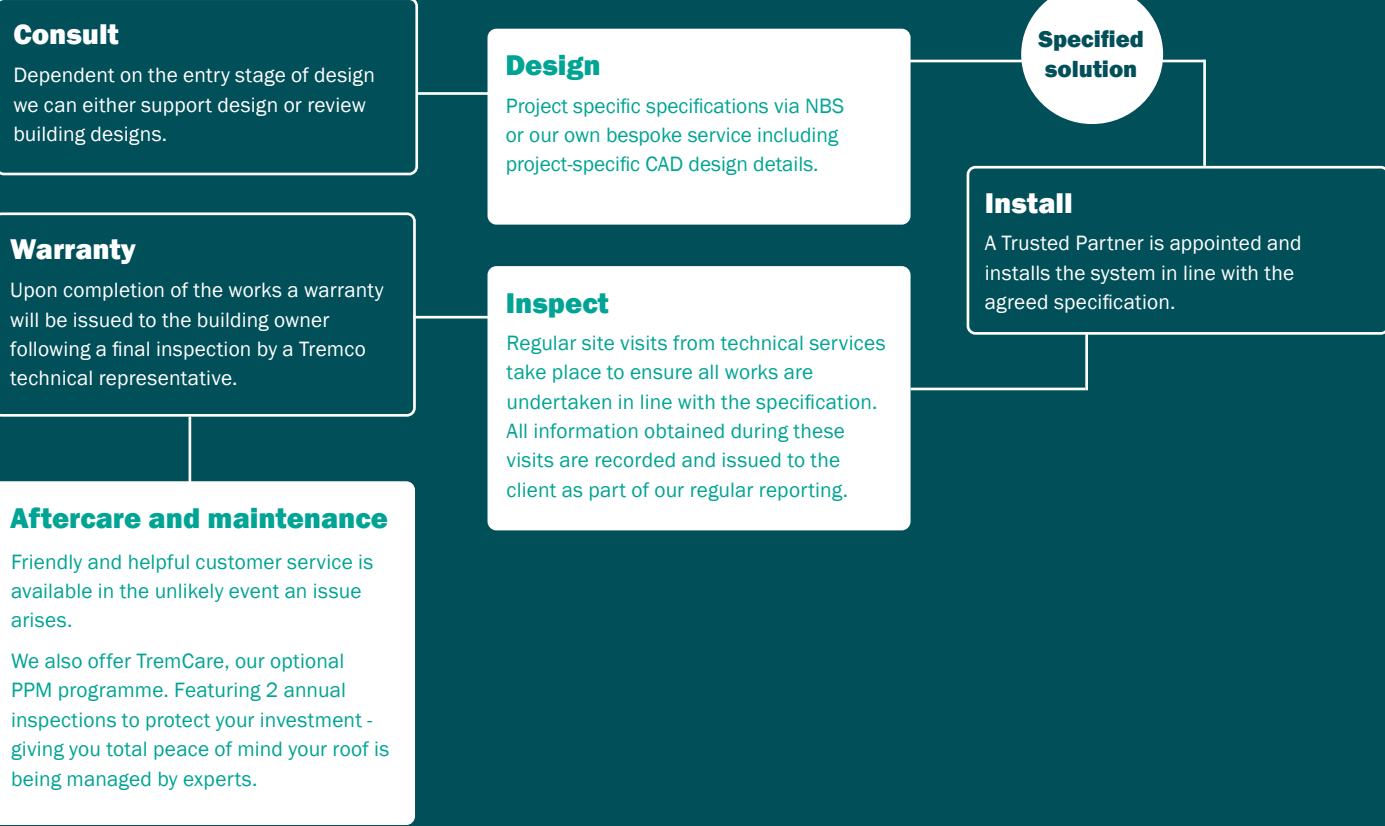 Consult
Dependent on the entry stage of design
we can either support design or review
building designs.
Design
Project specific specifications via NBS
or our own bespoke service including
project-specific CAD design details.
Specified
solution
Install
A Trusted Partner is appointed and
installs the system in line with the
agreed specification.
Inspect
Regular site visits from technical services
take place to ensure all works are
undertaken in line with the specification.
All information obtained during these
visits are recorded and issued to the
client as part of our regular reporting.
Warranty
Upon completion of the works a warranty
will be issued to the building owner
following a final inspection by a Tremco
technical representative.
Aftercare and maintenance
Friendly and helpful customer service is
available in the unlikely event an issue
arises.
We also offer TremCare, our optional
PPM programme. Featuring 2 annual
inspections to protect your investment -
giving you total peace of mind your roof is
being managed by experts.